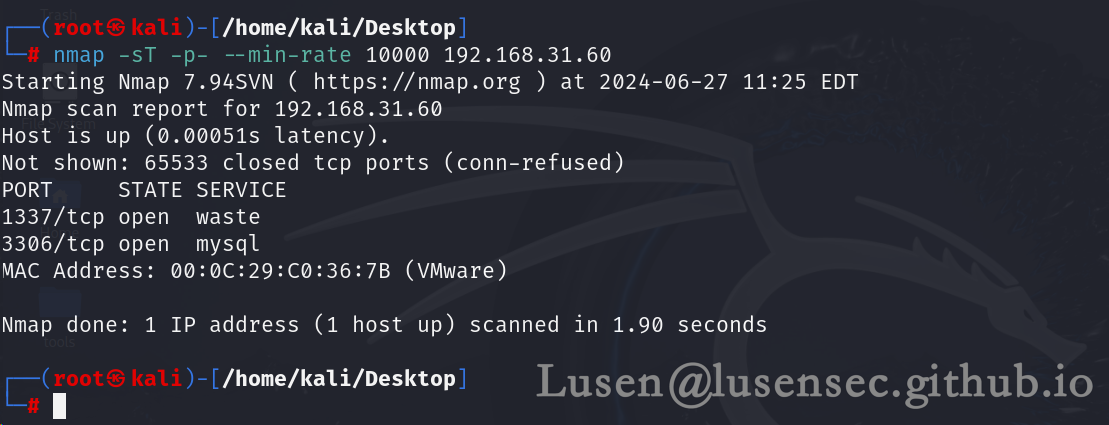 Trash
┌──(root㉿kali)-[/home/kali/Desktop]
└─# nmap -sT -p- --min-rate 10000 192.168.31.60
Starting Nmap 7.94SVN ( https://nmap.org ) at 2024-06-27 11:25 EDT
Nmap scan report for 192.168.31.60
Host is up (0.00051s latency).
Not shown: 65533 closed tcp ports (conn-refused)
PORT     STATE SERVICE
1337/tcp open  waste
3306/tcp open  mysql
MAC Address: 00:0C:29:C0:36:7B (VMware)
Nmap done: 1 IP address (1 host up) scanned in 1.90 seconds
tools
┌──(root㉿kali)-[/home/kali/Desktop]
└─#
Lusen@lusensec.github.io